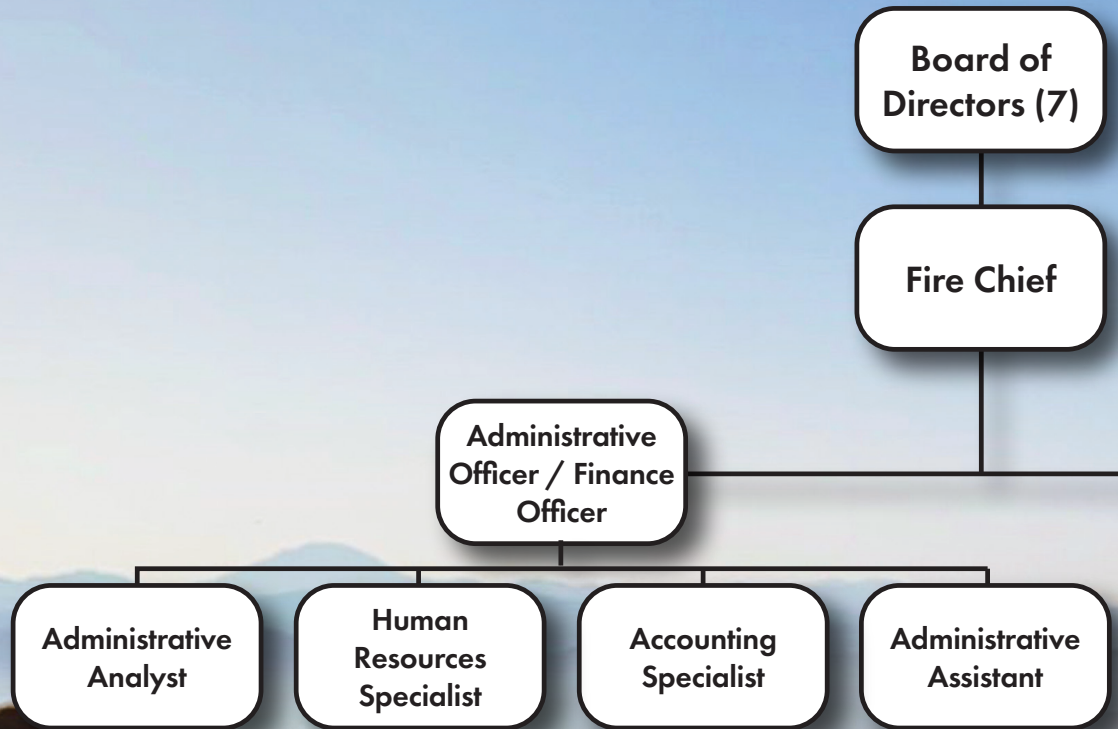 Board of
Directors (7)
Fire Chief
Administrative
Officer / Finance
Officer
Administrative
Analyst
Human
Resources
Specialist
Accounting
Specialist
Administrative
Assistant